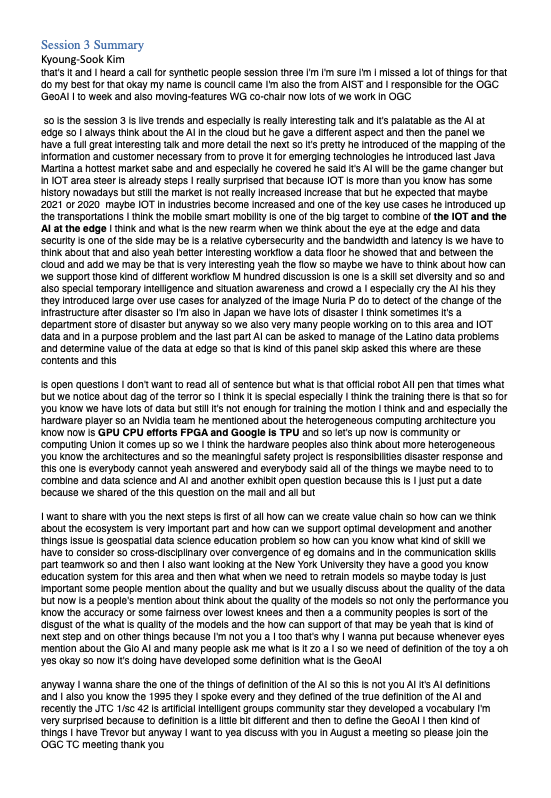 Session 3 Summary
Kyoung-Sook Kim
that's it and I heard a call for synthetic people session three i'm i'm sure i'm i missed a lot of things for that
do my best for that okay my name is council came I'm also the from AIST and I responsible for the OGC
GeoAI I to week and also moving-features WG co-chair now lots of we work in OGC
so is the session 3 is live trends and especially is really interesting talk and it's palatable as the AI at
edge so I always think about the AI in the cloud but he gave a different aspect and then the panel we
have a full great interesting talk and more detail the next so it's pretty he introduced of the mapping of the
information and customer necessary from to prove it for emerging technologies he introduced last Java
Martina a hottest market sabe and and especially he covered he said it's AI will be the game changer but
in IOT area steer is already steps I really surprised that because IOT is more than you know has some
history nowadays but still the market is not really increased increase that but he expected that maybe
2021 or 2020  maybe IOT in industries become increased and one of the key use cases he introduced up
the transportations I think the mobile smart mobility is one of the big target to combine of the IOT and the
AI at the edge I think and what is the new rearm when we think about the eye at the edge and data
security is one of the side may be is a relative cybersecurity and the bandwidth and latency is we have to
think about that and also yeah better interesting workflow a data floor he showed that and between the
cloud and add we may be that is very interesting yeah the flow so maybe we have to think about how can
we support those kind of different workflow M hundred discussion is one is a skill set diversity and so and
also special temporary intelligence and situation awareness and crowd a I especially cry the AI his they
they introduced large over use cases for analyzed of the image Nuria P do to detect of the change of the
infrastructure after disaster so I'm also in Japan we have lots of disaster I think sometimes it's a
department store of disaster but anyway so we also very many people working on to this area and IOT
data and in a purpose problem and the last part AI can be asked to manage of the Latino data problems
and determine value of the data at edge so that is kind of this panel skip asked this where are these
contents and this
is open questions I don't want to read all of sentence but what is that official robot AII pen that times what
but we notice about dag of the terror so I think it is special especially I think the training there is that so for
you know we have lots of data but still it's not enough for training the motion I think and and especially the
hardware player so an Nvidia team he mentioned about the heterogeneous computing architecture you
know now is GPU CPU efforts FPGA and Google is TPU and so let's up now is community or
computing Union it comes up so we I think the hardware peoples also think about more heterogeneous
you know the architectures and so the meaningful safety project is responsibilities disaster response and
this one is everybody cannot yeah answered and everybody said all of the things we maybe need to to
combine and data science and AI and another exhibit open question because this is I just put a date
because we shared of the this question on the mail and all but
I want to share with you the next steps is first of all how can we create value chain so how can we think
about the ecosystem is very important part and how can we support optimal development and another
things issue is geospatial data science education problem so how can you know what kind of skill we
have to consider so cross-disciplinary over convergence of eg domains and in the communication skills
part teamwork so and then I also want looking at the New York University they have a good you know
education system for this area and then what when we need to retrain models so maybe today is just
important some people mention about the quality and but we usually discuss about the quality of the data
but now is a people's mention about think about the quality of the models so not only the performance you
know the accuracy or some fairness over lowest knees and then a a community peoples is sort of the
disgust of the what is quality of the models and the how can support of that may be yeah that is kind of
next step and on other things because I'm not you a I too that's why I wanna put because whenever eyes
mention about the Gio AI and many people ask me what is it zo a I so we need of definition of the toy a oh
yes okay so now it's doing have developed some definition what is the GeoAI
anyway I wanna share the one of the things of definition of the AI so this is not you AI it's AI definitions
and I also you know the 1995 they I spoke every and they defined of the true definition of the AI and
recently the JTC 1/sc 42 is artificial intelligent groups community star they developed a vocabulary I'm
very surprised because to definition is a little bit different and then to define the GeoAI I then kind of
things I have Trevor but anyway I want to yea discuss with you in August a meeting so please join the
OGC TC meeting thank you